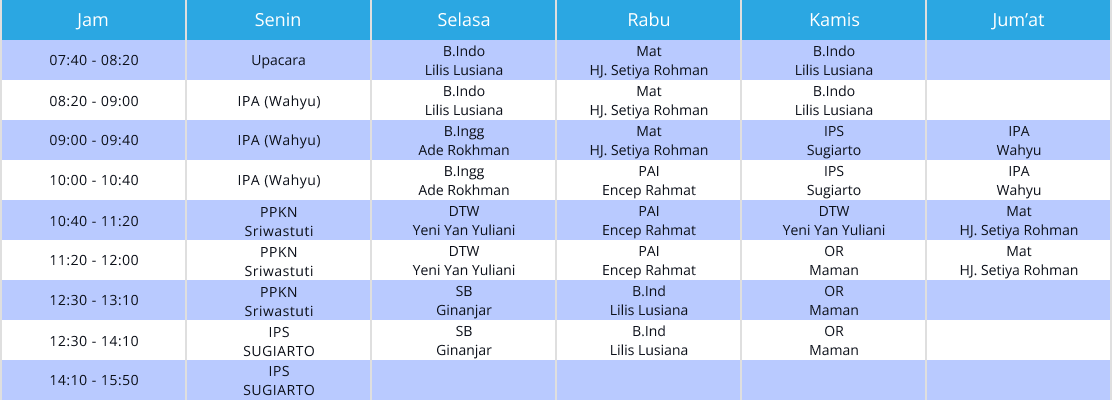 Jam Senin Selasa Rabu Kamis Jum’at
07:40 - 08:20 Upacara B.Indo Lilis Lusiana Mat HJ. Setiya Rohman B.Indo Lilis Lusiana
08:20 - 09:00 IPA (Wahyu) B.Indo Lilis Lusiana Mat HJ. Setiya Rohman B.Indo Lilis Lusiana
09:00 - 09:40 IPA (Wahyu) B.Ingg Ade Rokhman Mat HJ. Setiya Rohman IPS Sugiarto IPA Wahyu
10:00 - 10:40 IPA (Wahyu) B.Ingg Ade Rokhman PAI Encep Rahmat IPS Sugiarto IPA Wahyu
10:40 - 11:20 PPKN Sriwastuti DTW Yeni Yan Yuliani PAI Encep Rahmat DTW Yeni Yan Yuliani Mat HJ. Setiya Rohman
11:20 - 12:00 PPKN Sriwastuti DTW Yeni Yan Yuliani PAI Encep Rahmat OR Maman Mat HJ. Setiya Rohman
12:30 - 13:10 PPKN Sriwastuti SB Ginanjar B.Ind Lilis Lusiana OR Maman
12:30 - 14:10 IPS SUGIARTO SB Ginanjar B.Ind Lilis Lusiana OR Maman
14:10 - 15:50 IPS SUGIARTO